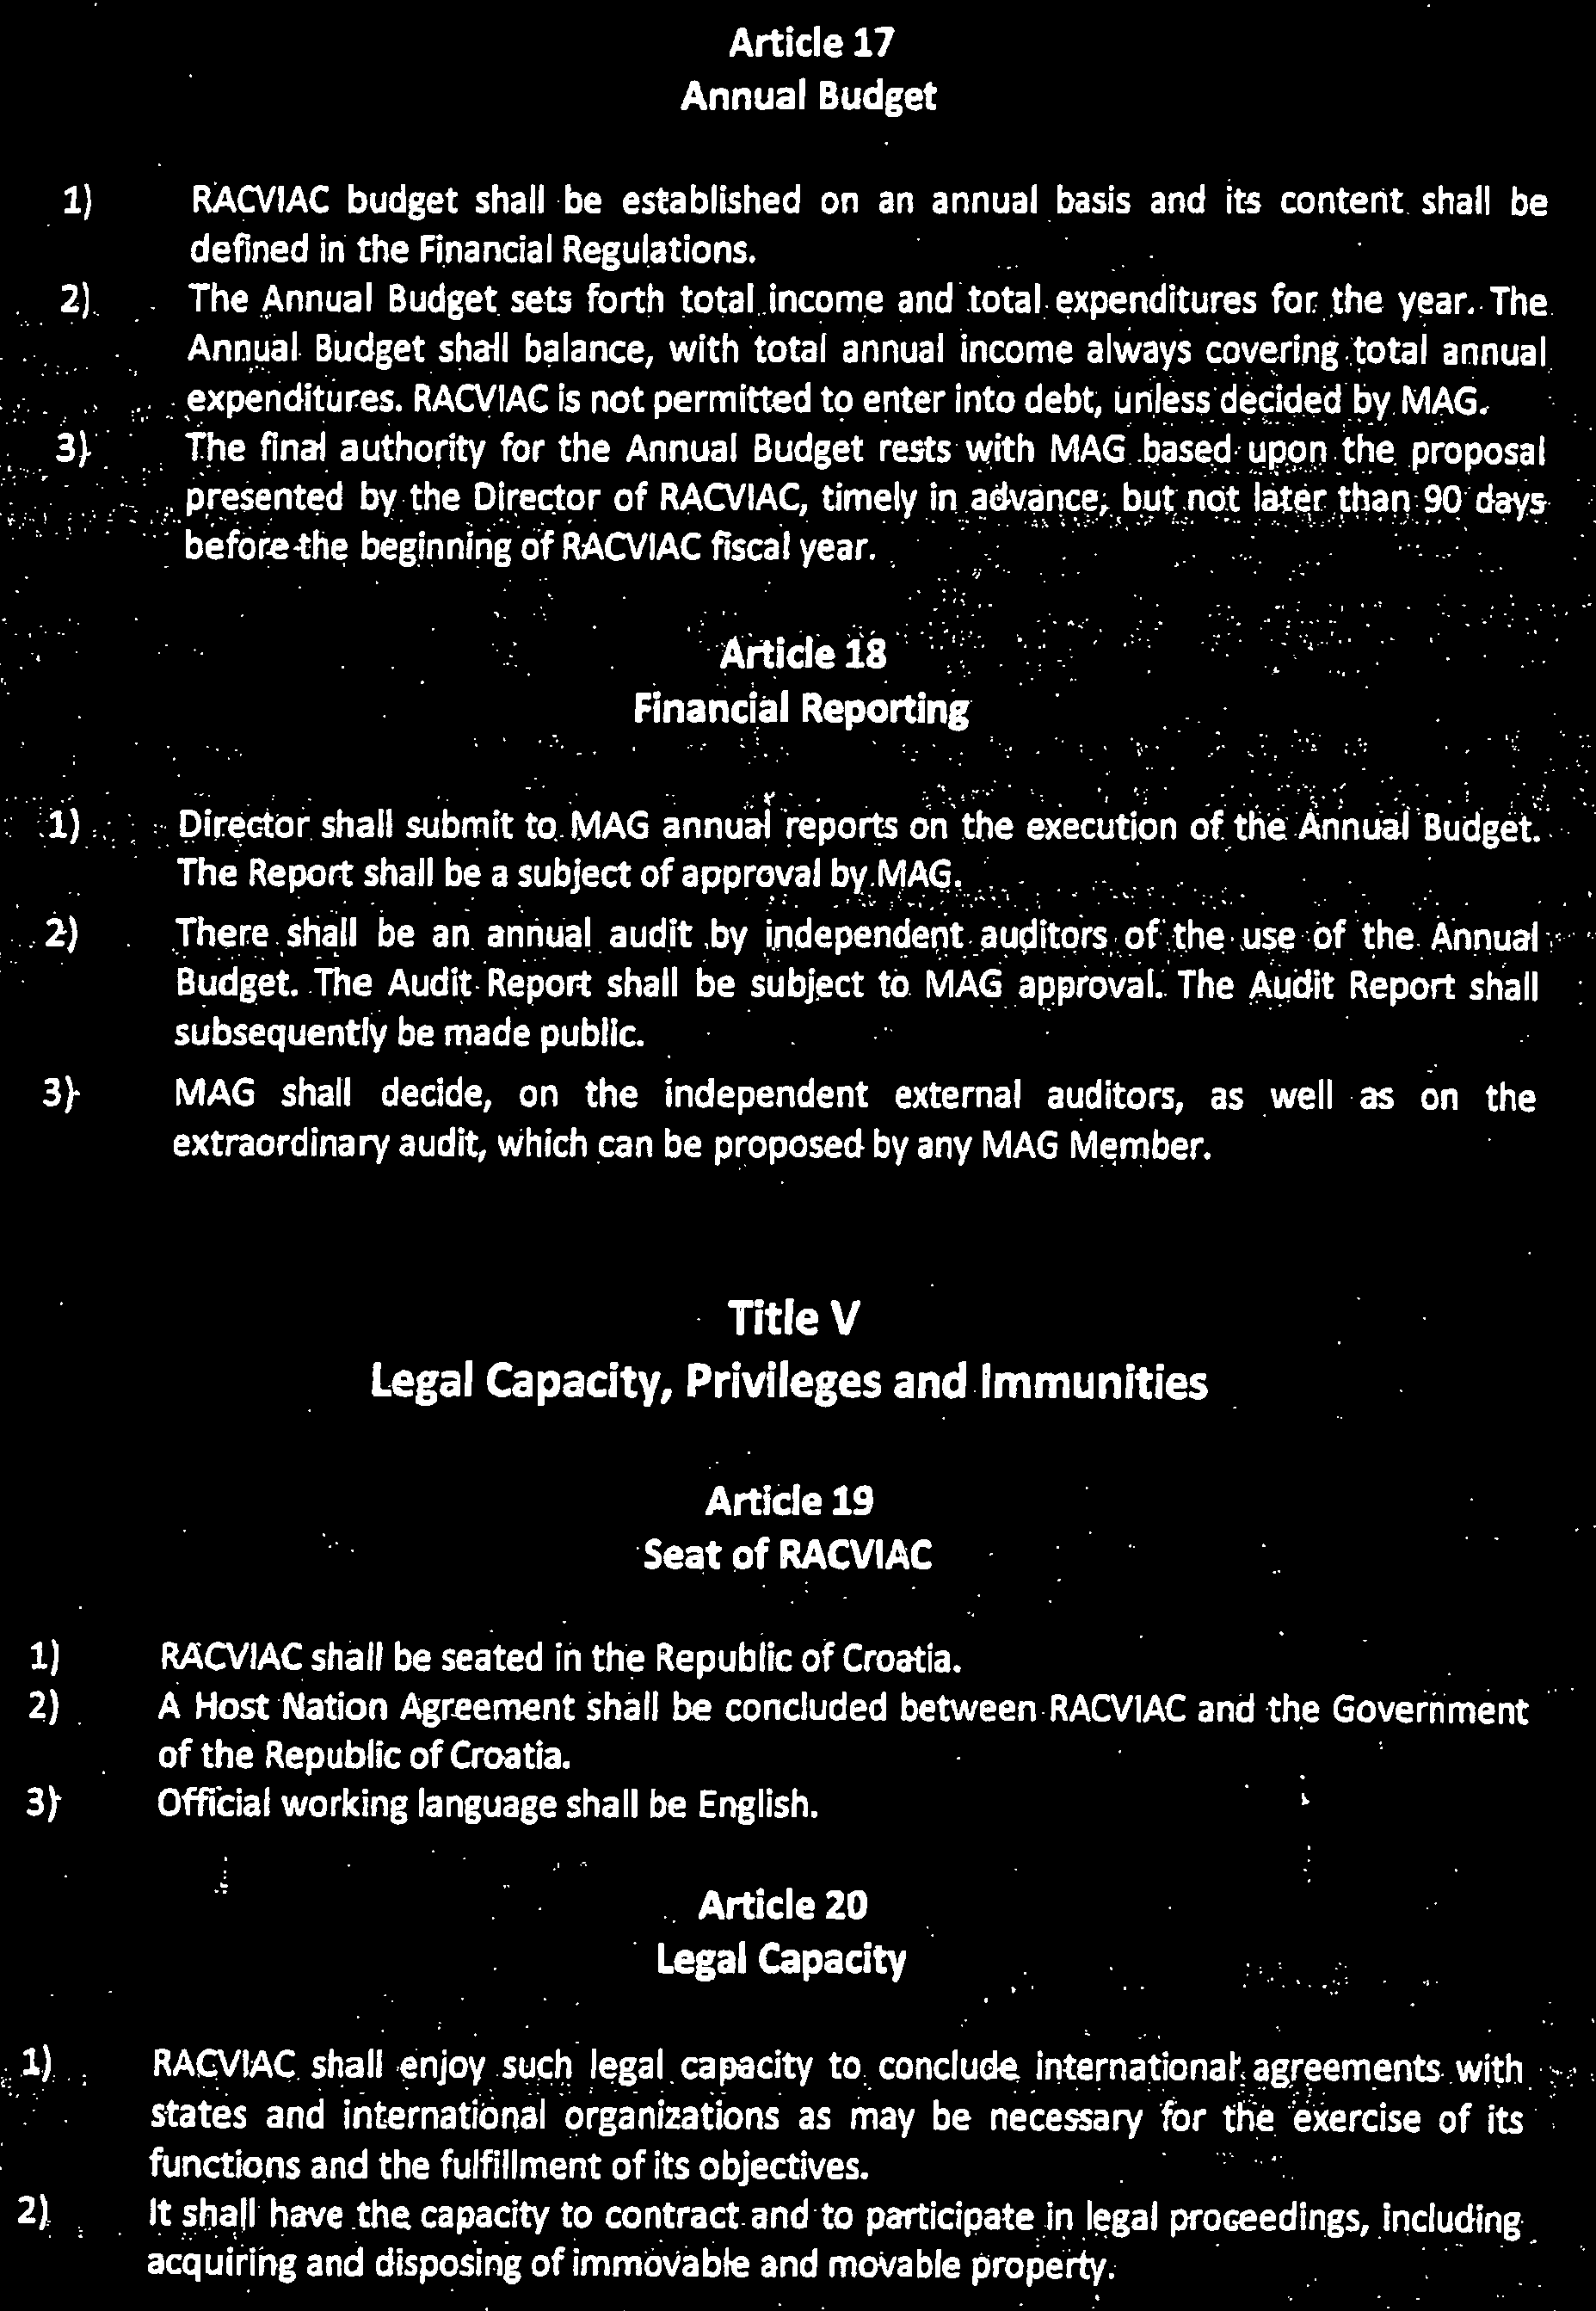 Article 17
Annual Budget
1) RACVIAC budget shall be established on an annual basis and its content shall be
defined in the Financial Regulations.
2) The Annual Budget sets forth total income and total expenditures for the year. The
Annual Budget shall balance, with total annual income always covering total annual
expenditures. RACVIAC is not permitted to enter into debt, unless decided by MAG.
3) The final authority for the Annual Budget rests with MAG based upon the proposal
presented by the Director of RACVIAC, timely in advance, but not later than 90 days
before the beginning of RACVIAC fiscal year.
Article 18
Financial Reporting
1) Director shall submit to MAG annual reports on the execution of the Annual Budget.
The Report shall be a subject of approval by MAG.
2) There shall be an annual audit by independent auditors of the use of the Annual
Budget. The Audit Report shall be subject to MAG approval. The Audit Report shall
subsequently be made public.
3) MAG shall decide, on the independent external auditors, as well as on the
extraordinary audit, which can be proposed by any MAG Member.
Title V
Legal Capacity, Privileges and Immunities
Article 19
Seat of RACVIAC
1) RACVIAC shall be seated in the Republic of Croatia.
2) A Host Nation Agreement shall be concluded between RACVIAC and the Government
of the Republic of Croatia.
3) Official working language shall be English.
Article 20
Legal Capacity
1) RACVIAC shall enjoy such legal capacity to conclude international agreements with
states and international organizations as may be necessary for the exercise of its
functions and the fulfillment of its objectives.
2) It shall have the capacity to contract and to participate in legal proceedings, including
acquiring and disposing of immovable and movable property.